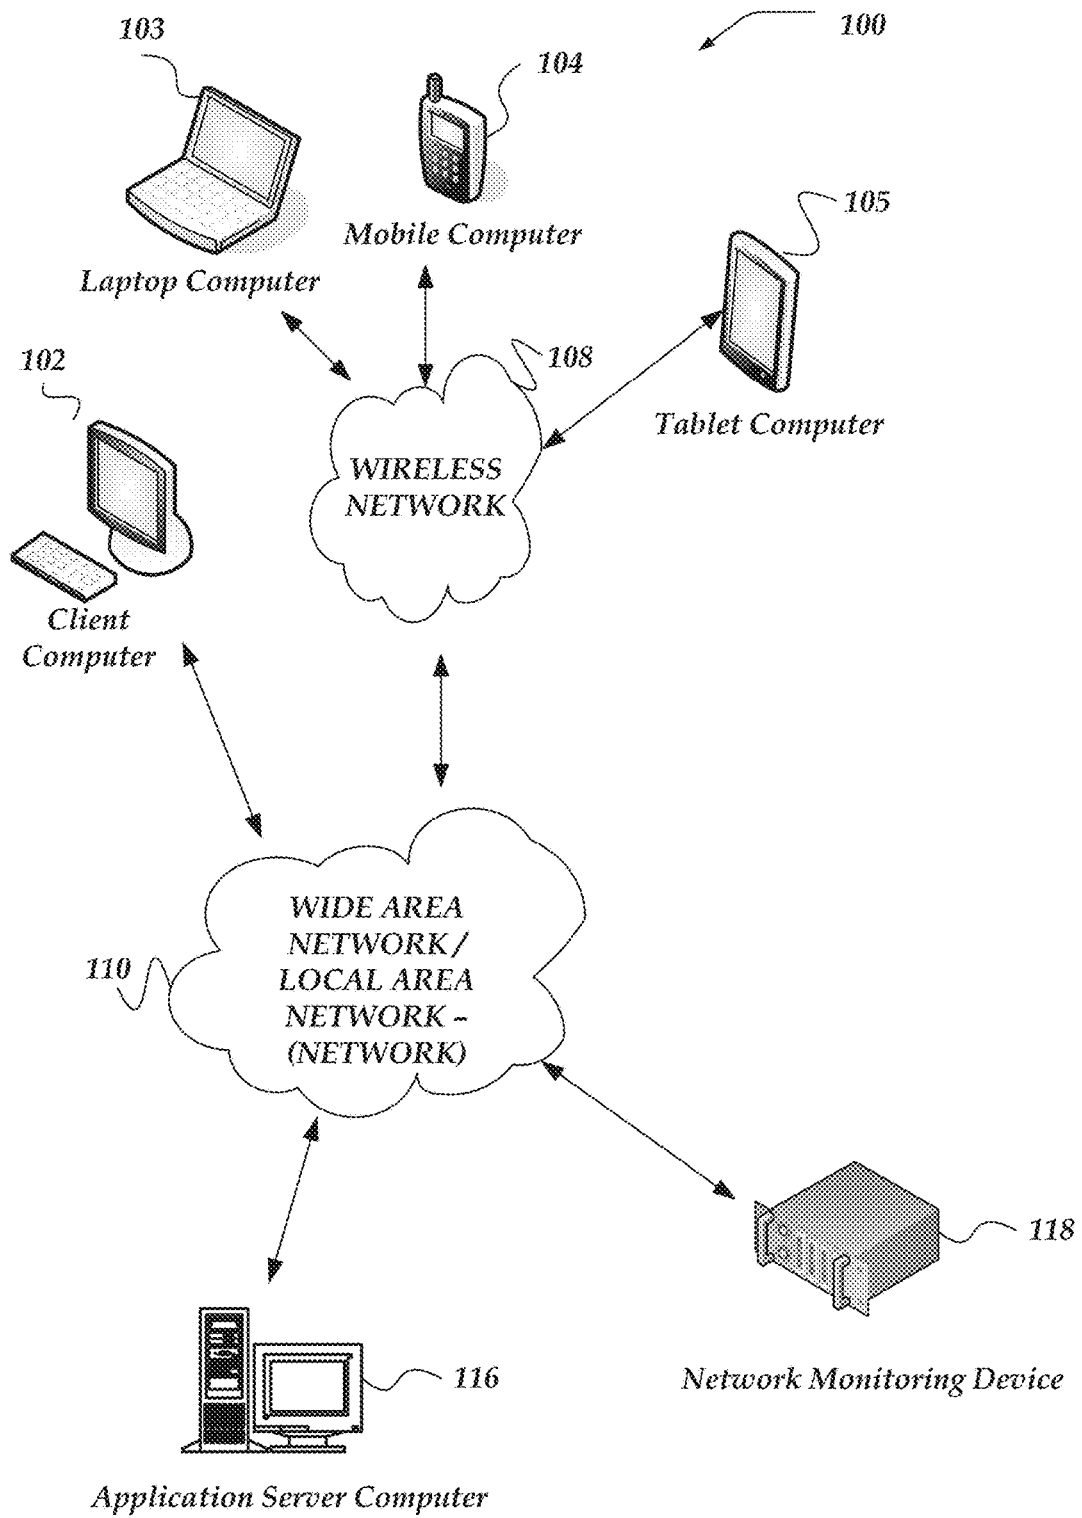 103
100
104
105
Mobile Computer
Laptop Computer
102
108
Tablet Computer
WIRELESS
NETWORK
Client
Computer
WIDE AREA
NETWORK /
LOCAL AREA
NETWORK –
(NETWORK)
110
118
116
Network Monitoring Device
Application Server Computer